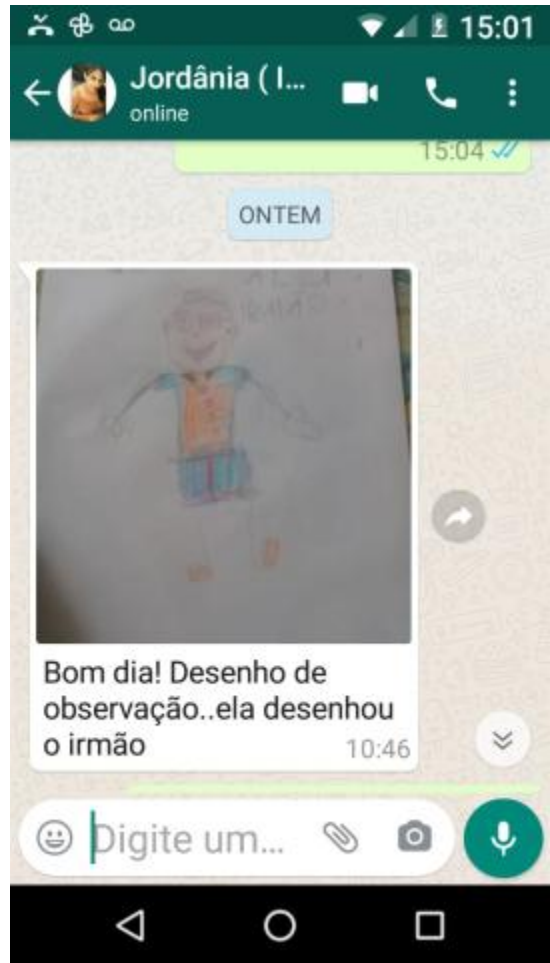 15:01
Jordânia ( I...
online
15:04
ONTEM
Bom dia! Desenho de
observação..ela desenhou
o irmão
10:46
Digite um...